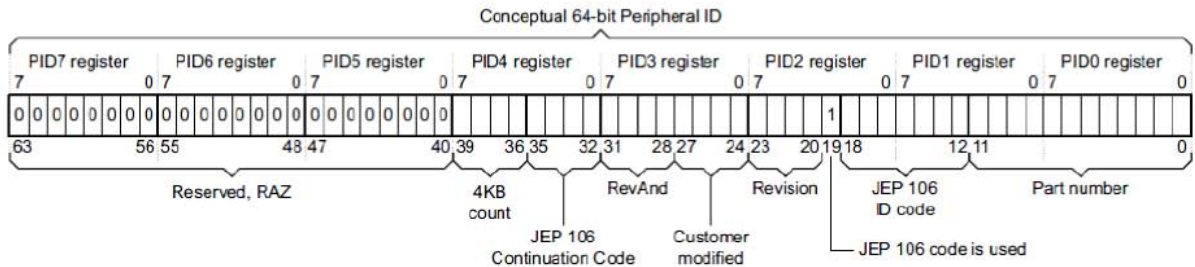 Conceptual 64-bit Peripheral ID
PID7 register PID6 register PID5 register PID4 register PID3 register PID2 register PID1 register PID0 register
7 0 7 0 7 0 7 0 7 0 7 0 7 0 7 0
0 0 0 0 0 0 0 0 0 0 0 0 0 0 0 0 0 0 0 0 0 0 0 0 1
63 56 55 48 47 40 39 36 35 32 31 28 27 24 23 20 19 18 12 11 0
Reserved, RAZ 4KB count RevAnd Revision JEP 106 ID code Part number
JEP 106 Continuation Code Customer modified JEP 106 code is used